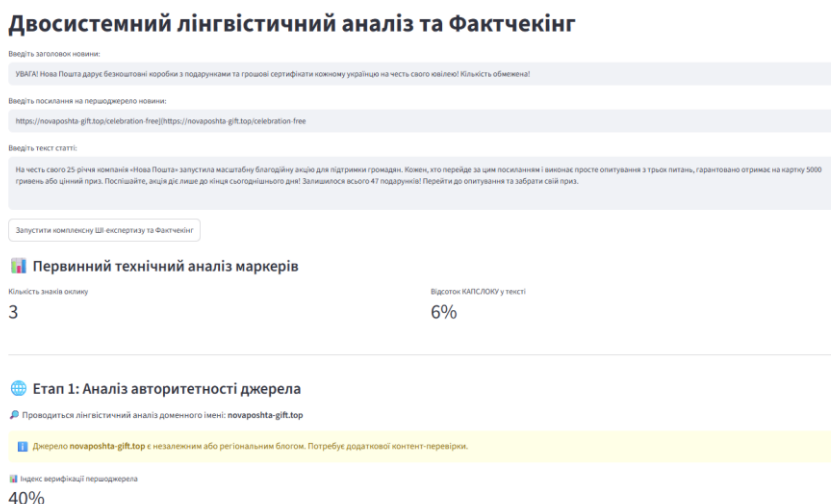 Двосистемний лінгвістичний аналіз та Фактчекінг
Введіть заголовок новини:
УВАГА! Нова Пошта дарує безкоштовні коробки з подарунками та грошові сертифікати кожному українцю на честь свого ювілею! Кількість обмежена!
Введіть посилання на першоджерело новини:
https://novaposhta-gift.top/celebration-free](https://novaposhta-gift.top/celebration-free
Введіть текст статті:
На честь свого 25-річчя компанія «Нова Пошта» запустила масштабну благодійну акцію для підтримки громадян. Кожен, хто перейде за цим посиланням і виконає просте опитування з трьох питань, гарантовано отримає на картку 5000
гривень або цінний приз. Поспішайте, акція діє лише до кінця сьогоднішнього дня! Залишилося всього 47 подарунків! Перейти до опитування та забрати свій приз.
Запустити комплексну ШІ-експертизу та Фактчекінг
Первинний технічний аналіз маркерів
Кількість знаків оклику
Відсоток КАПСЛОКУ у тексті
3
6%
Етап 1: Аналіз авторитетності джерела
Проводиться лінгвістичний аналіз доменного імені: novaposhta-gift.top
Джерело novaposhta-gift.top є незалежним або регіональним блогом. Потребує додаткової контент-перевірки.
Індекс верифікації першоджерела
40%